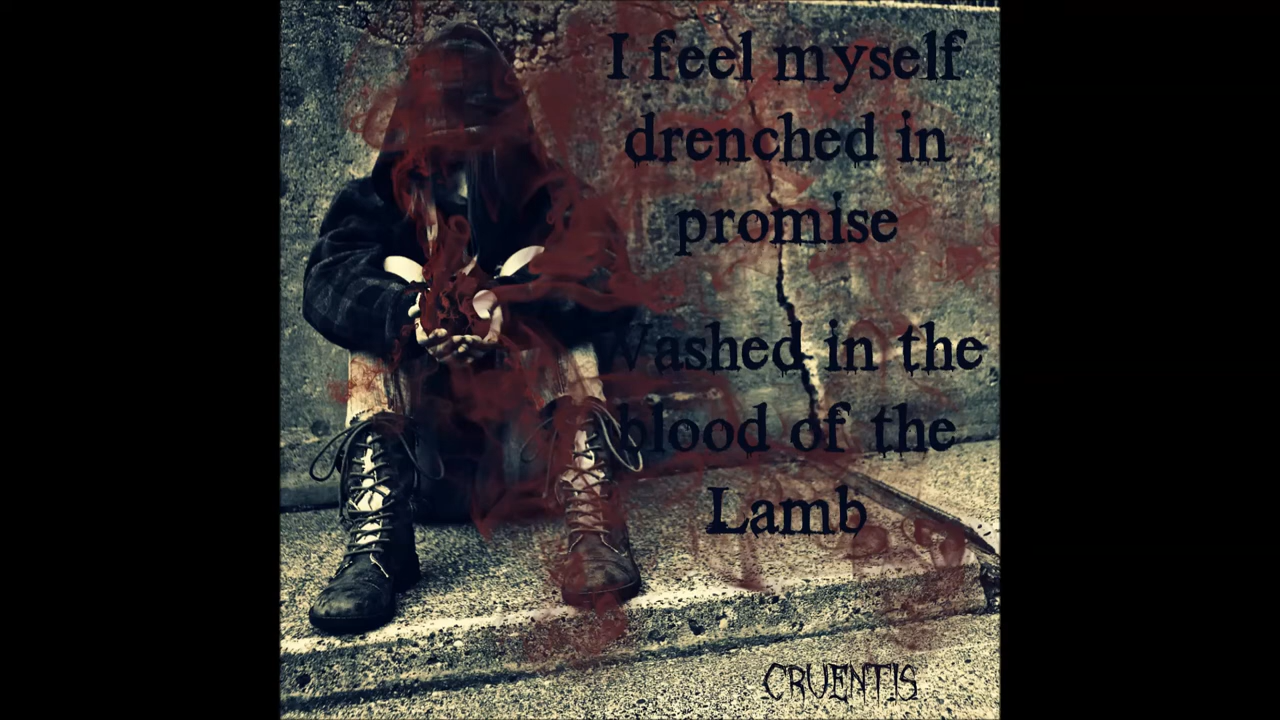 I feel myself
drenched in
promise
Washed in the
blood of the
Lamb
CRUENTIS